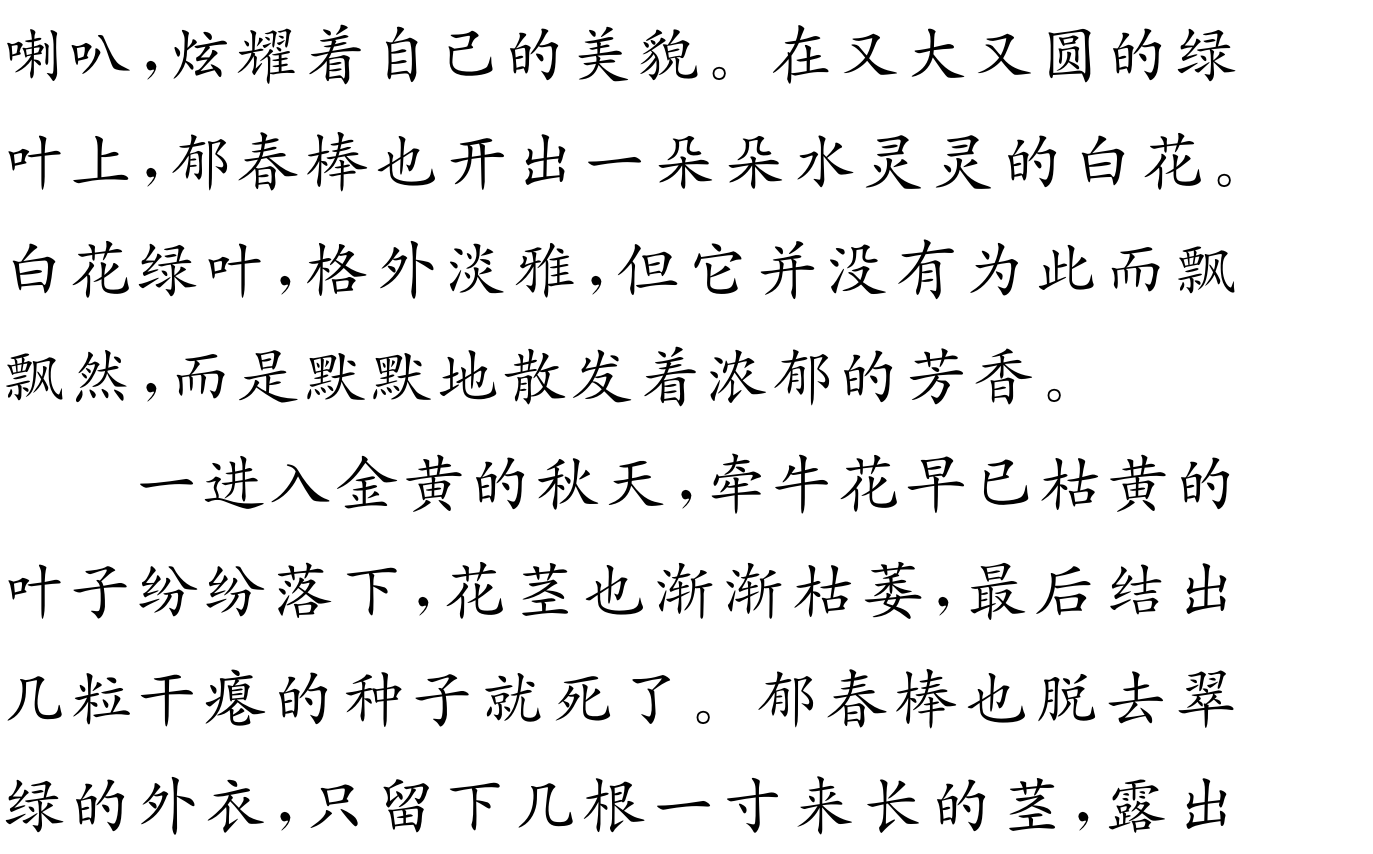 喇叭,炫耀着自己的美貌。在又大又圆的绿
叶上,郁春棒也开出一朵朵水灵灵的白花。
白花绿叶,格外淡雅,但它并没有为此而飘
飘然,而是默默地散发着浓郁的芳香。
一进入金黄的秋天,牵牛花早已枯黄的
叶子纷纷落下,花茎也渐渐枯萎,最后结出
几粒干瘪的种子就死了。郁春棒也脱去翠
绿的外衣,只留下几根一寸来长的茎,露出